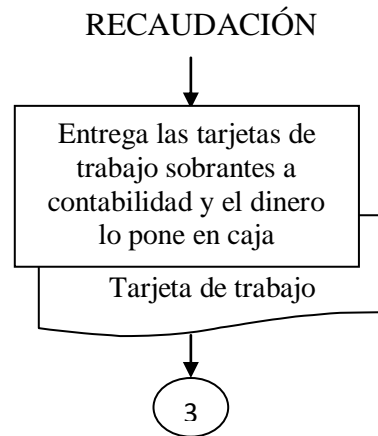 RECAUDACIÓN
Entrega las tarjetas de
trabajo sobrantes a
contabilidad y el dinero
lo pone en caja
Tarjeta de trabajo
3